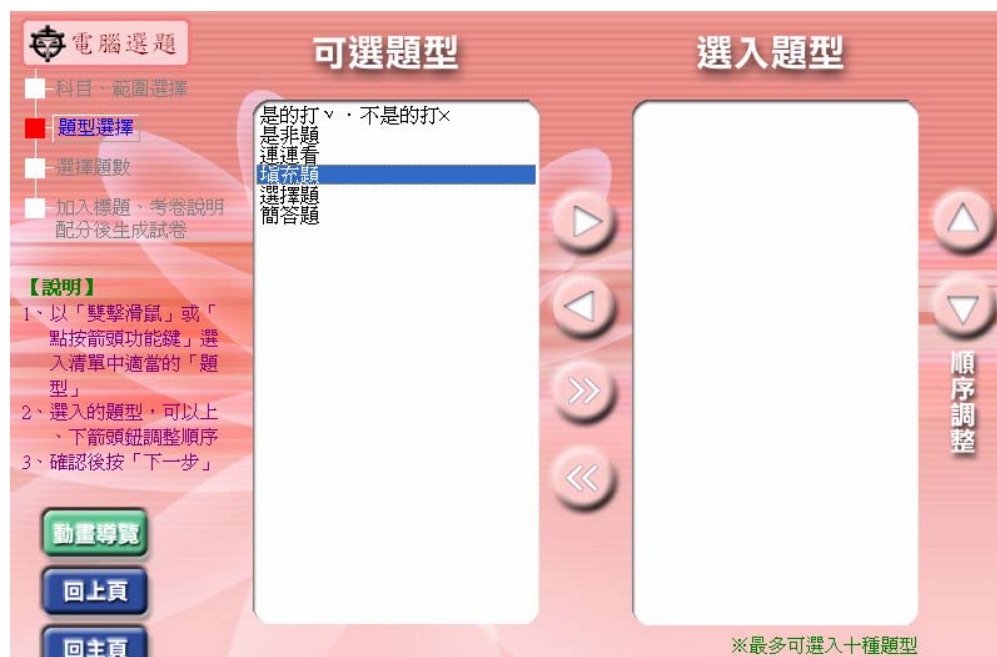 電腦選題
科目、範圍選擇
題型選擇
選擇題數
加入標題、考卷說明
配分後生成試卷
【說明】
1、以「雙擊滑鼠」或「
點按箭頭功能鍵」選
入清單中適當的「題
型」
2、選入的題型，可以上
、下箭頭鈕調整順序
3、確認後按「下一步」
動畫導覽
回上頁
回主頁
可選題型
是的打ˇ．不是的打×
是非題
連連看
填充題
選擇題
簡答題
選入題型
順序調整
※最多可選入十種題型